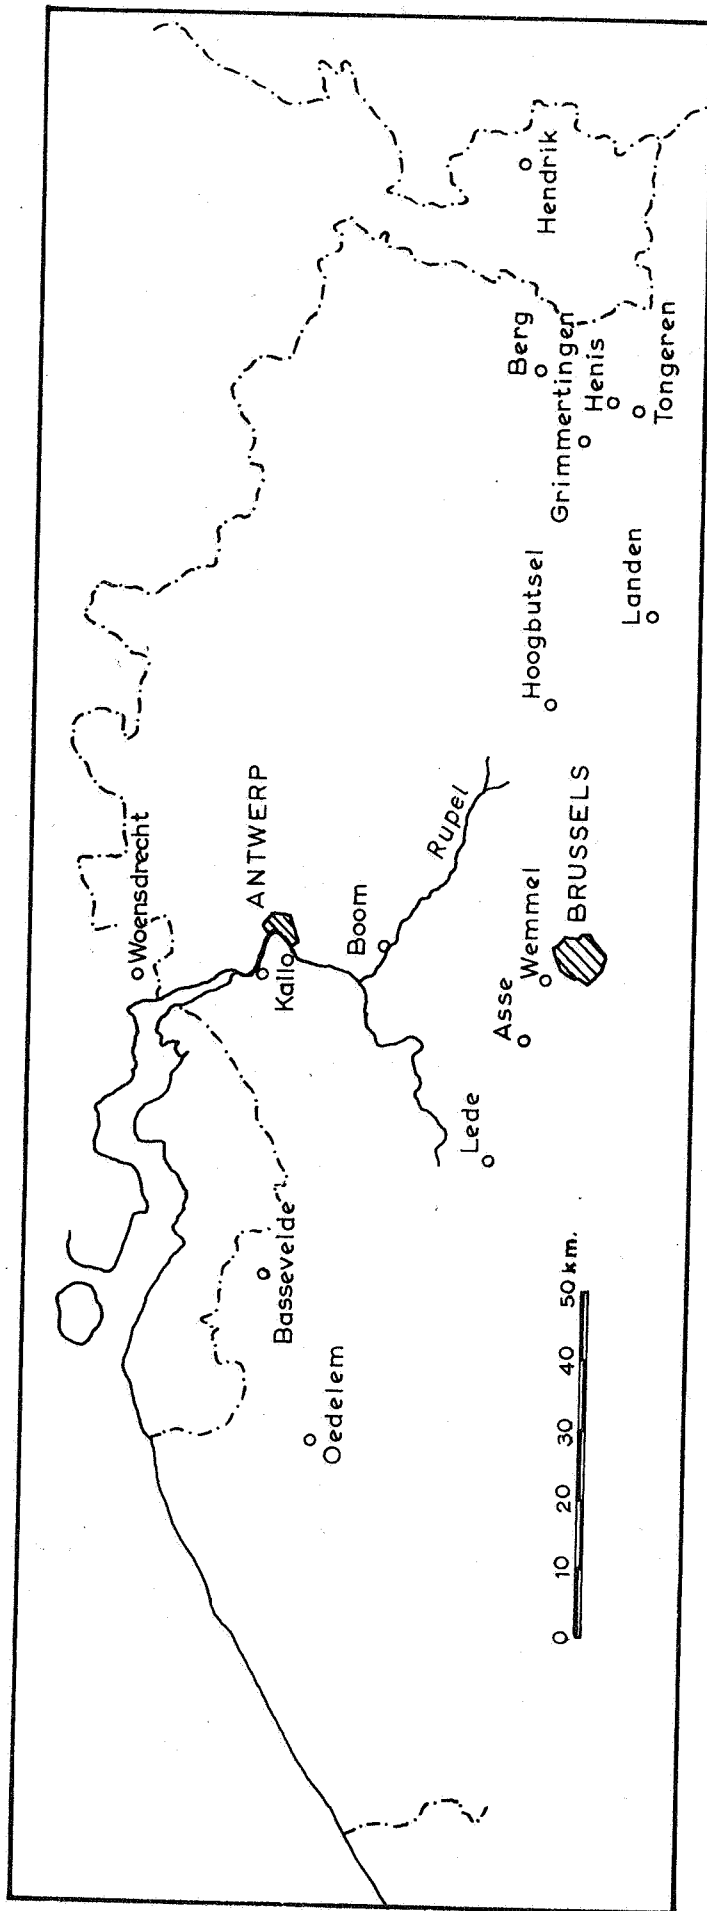 Woensdrecht
ANTWERP
Kallo
Bassevelde
Oedelem
Boom
Rupel
Lede
Asse
Wemmel
BRUSSELS
Hoogbutsel
Landen
Berg
Grimmertingen
Henis
Tongeren
Hendrik
0 10 20 30 40 50 km.